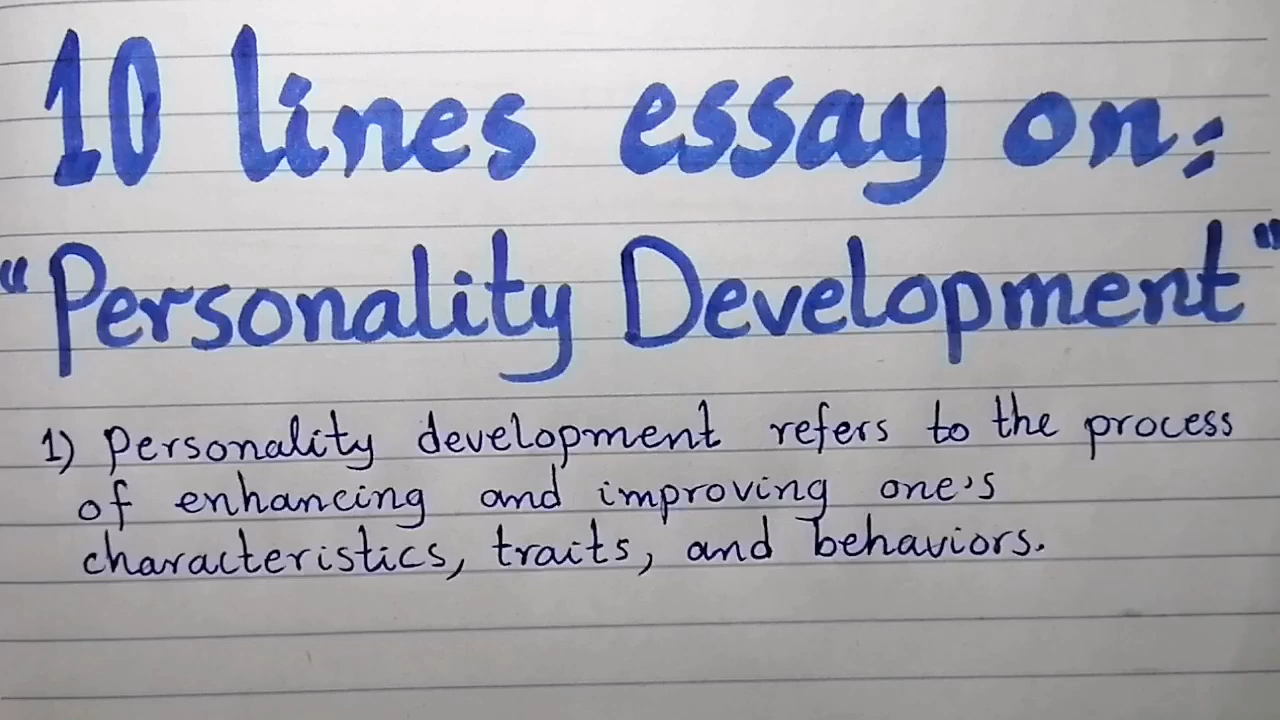 10 lines essay on:
"Personality Development"
1) Personality development refers to the process
of enhancing and improving one's
characteristics, traits, and behaviors.